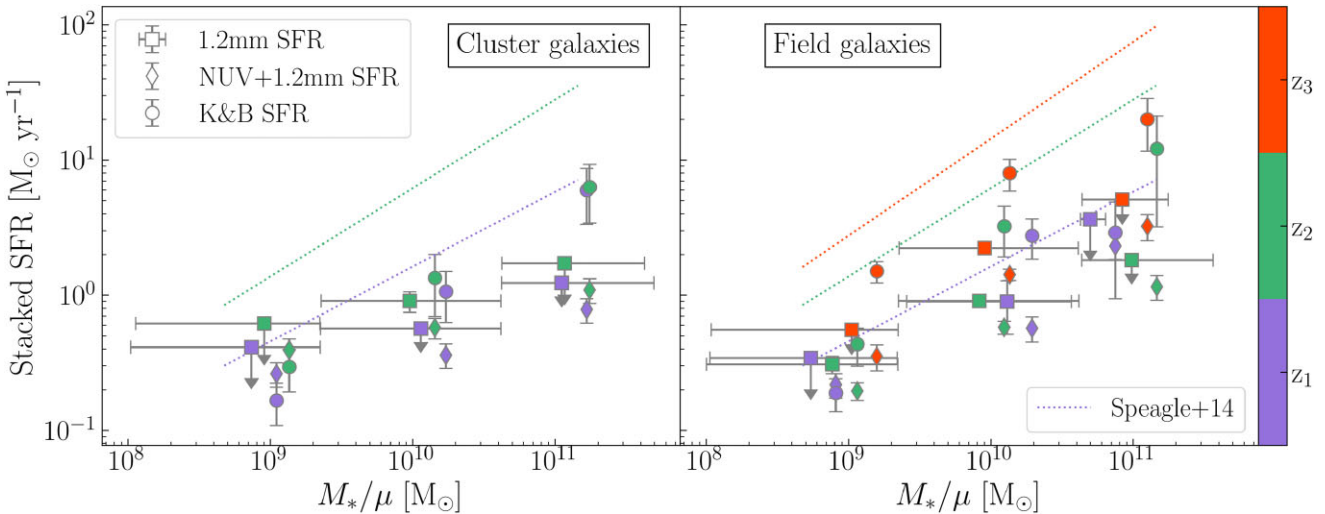 Stacked SFR [M⊙ yr⁻¹]
10²
10¹
10⁰
10⁻¹
1.2mm SFR
NUV+1.2mm SFR
K&B SFR
Cluster galaxies
10⁸ 10⁹ 10¹⁰ 10¹¹
M*/μ [M⊙]
Field galaxies
Speagle+14
10⁸ 10⁹ 10¹⁰ 10¹¹
M*/μ [M⊙]
z₃
z₂
z₁